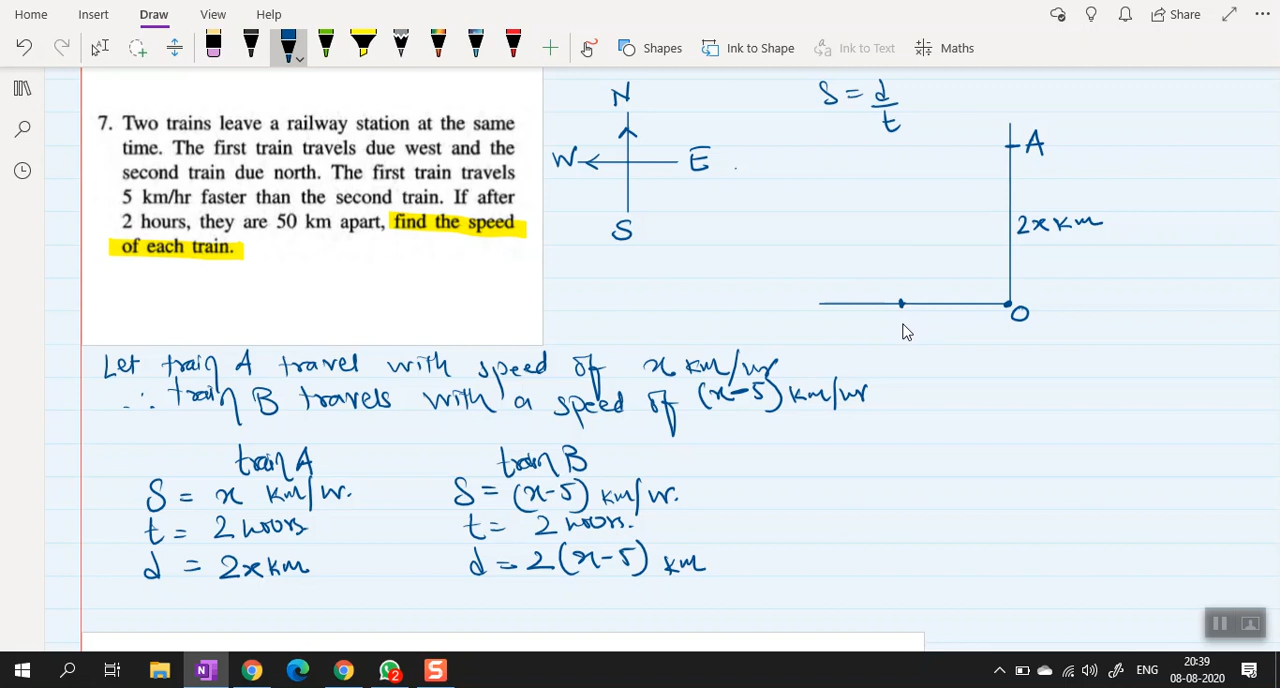 Home Insert Draw View Help
Share
Shapes Ink to Shape Ink to Text Maths
7. Two trains leave a railway station at the same
time. The first train travels due west and the
second train due north. The first train travels
5 km/hr faster than the second train. If after
2 hours, they are 50 km apart, find the speed
of each train.
N
W E
S
S = d/t
A
2x km
O
Let train A travel with speed of x km/hr
∴ train B travels with a speed of (x-5) km/hr
train A train B
S = x km/hr. S = (x-5) km/hr.
t = 2 hours t = 2 hours.
d = 2x km d = 2(x-5) km
2
ENG
20:39
08-08-2020